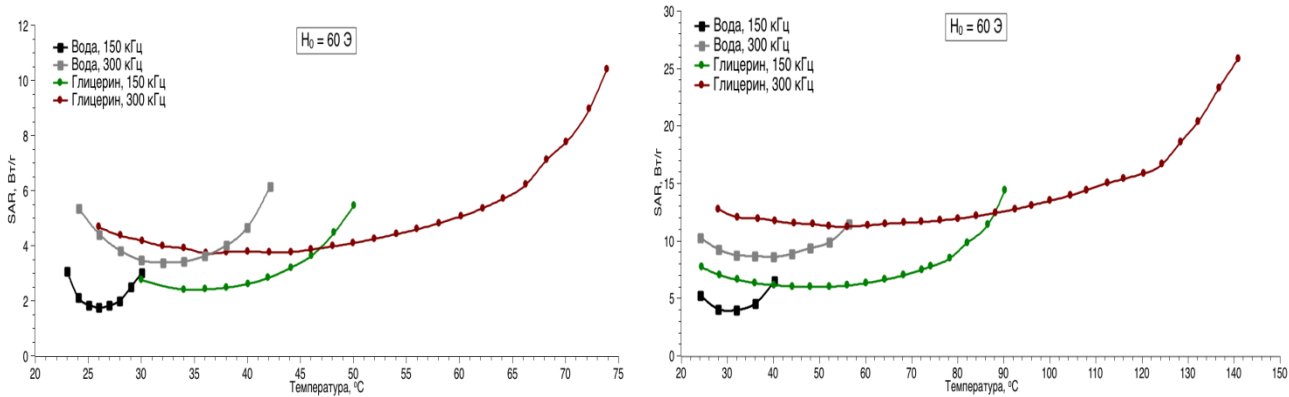 12
10
8
6
4
2
0
SAR, Вт/г
Вода, 150 кГц
Вода, 300 кГц
Глицерин, 150 кГц
Глицерин, 300 кГц
H₀ = 60 Э
20 25 30 35 40 45 50 55 60 65 70 75
Температура, ⁰C
30
25
20
15
10
5
0
SAR, Вт/г
Вода, 150 кГц
Вода, 300 кГц
Глицерин, 150 кГц
Глицерин, 300 кГц
H₀ = 60 Э
20 30 40 50 60 70 80 90 100 110 120 130 140 150
Температура, ⁰C